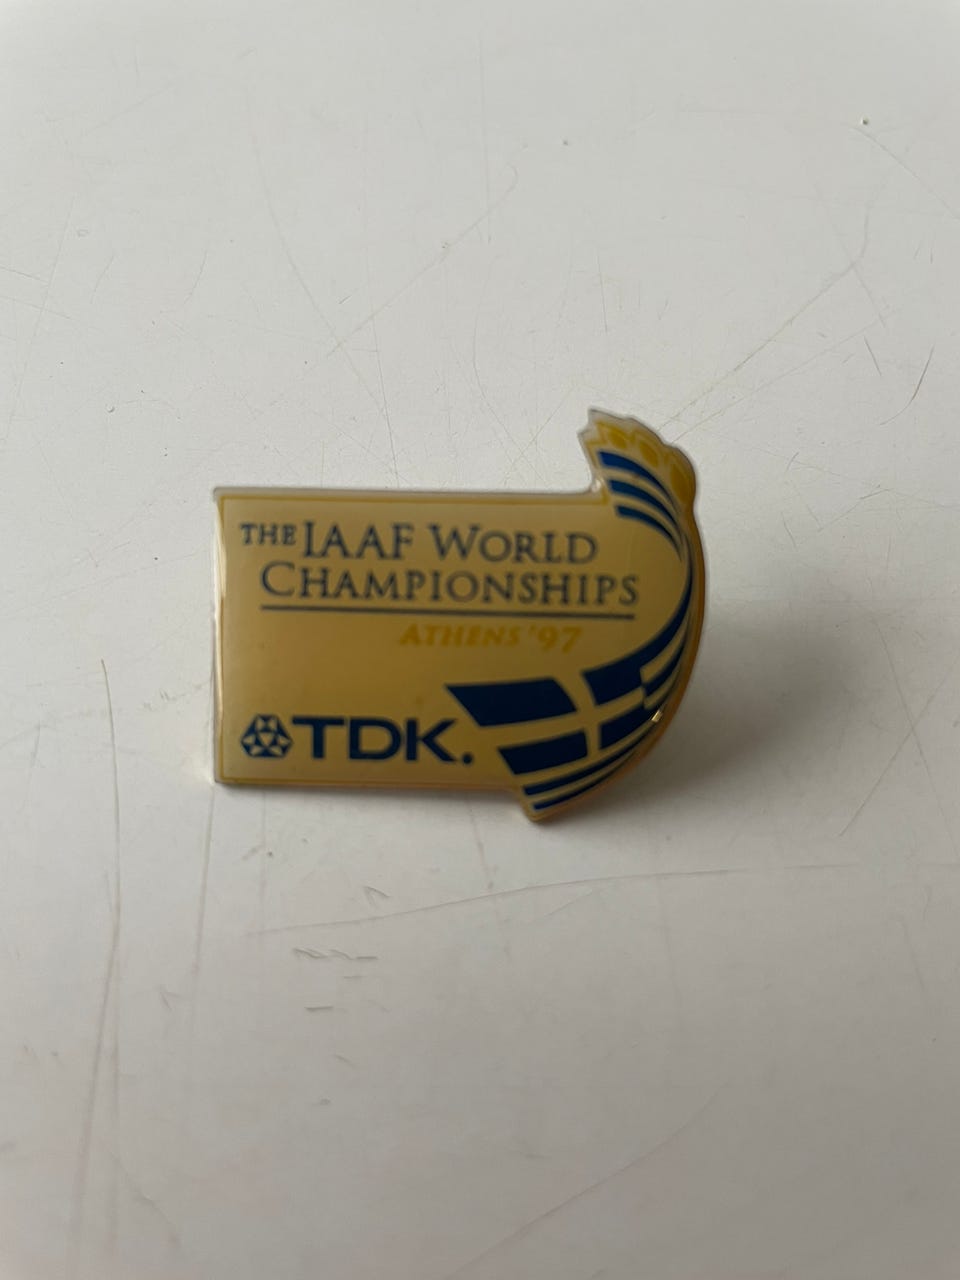 THE IAAF WORLD
CHAMPIONSHIPS
ATHENS '97
TDK.